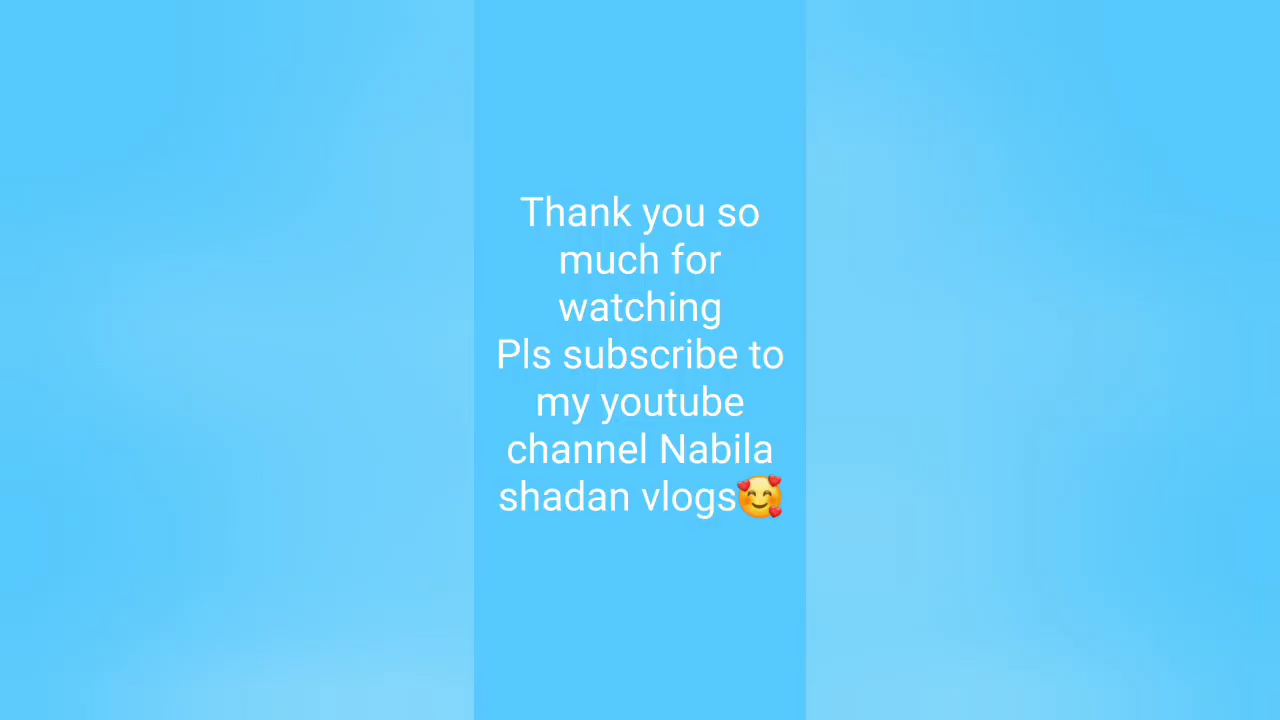 Thank you so
much for
watching
Pls subscribe to
my youtube
channel Nabila
shadan vlogs🥰